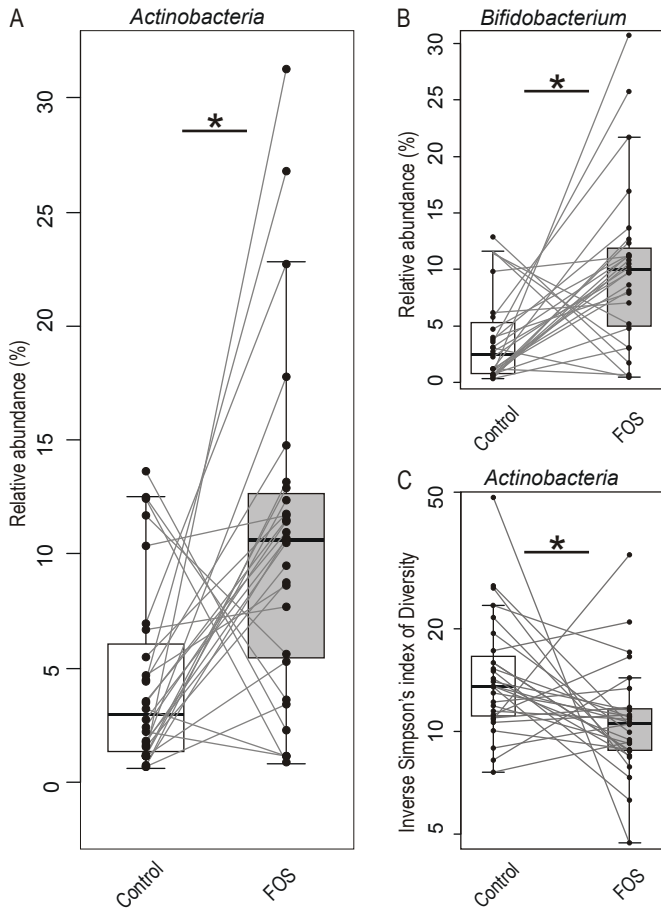 A
Actinobacteria
Relative abundance (%)
30
25
20
15
10
5
0
*
Control
FOS
B
Bifidobacterium
Relative abundance (%)
30
25
20
15
10
5
0
*
Control
FOS
C
Actinobacteria
Inverse Simpson's index of Diversity
50
20
10
5
*
Control
FOS